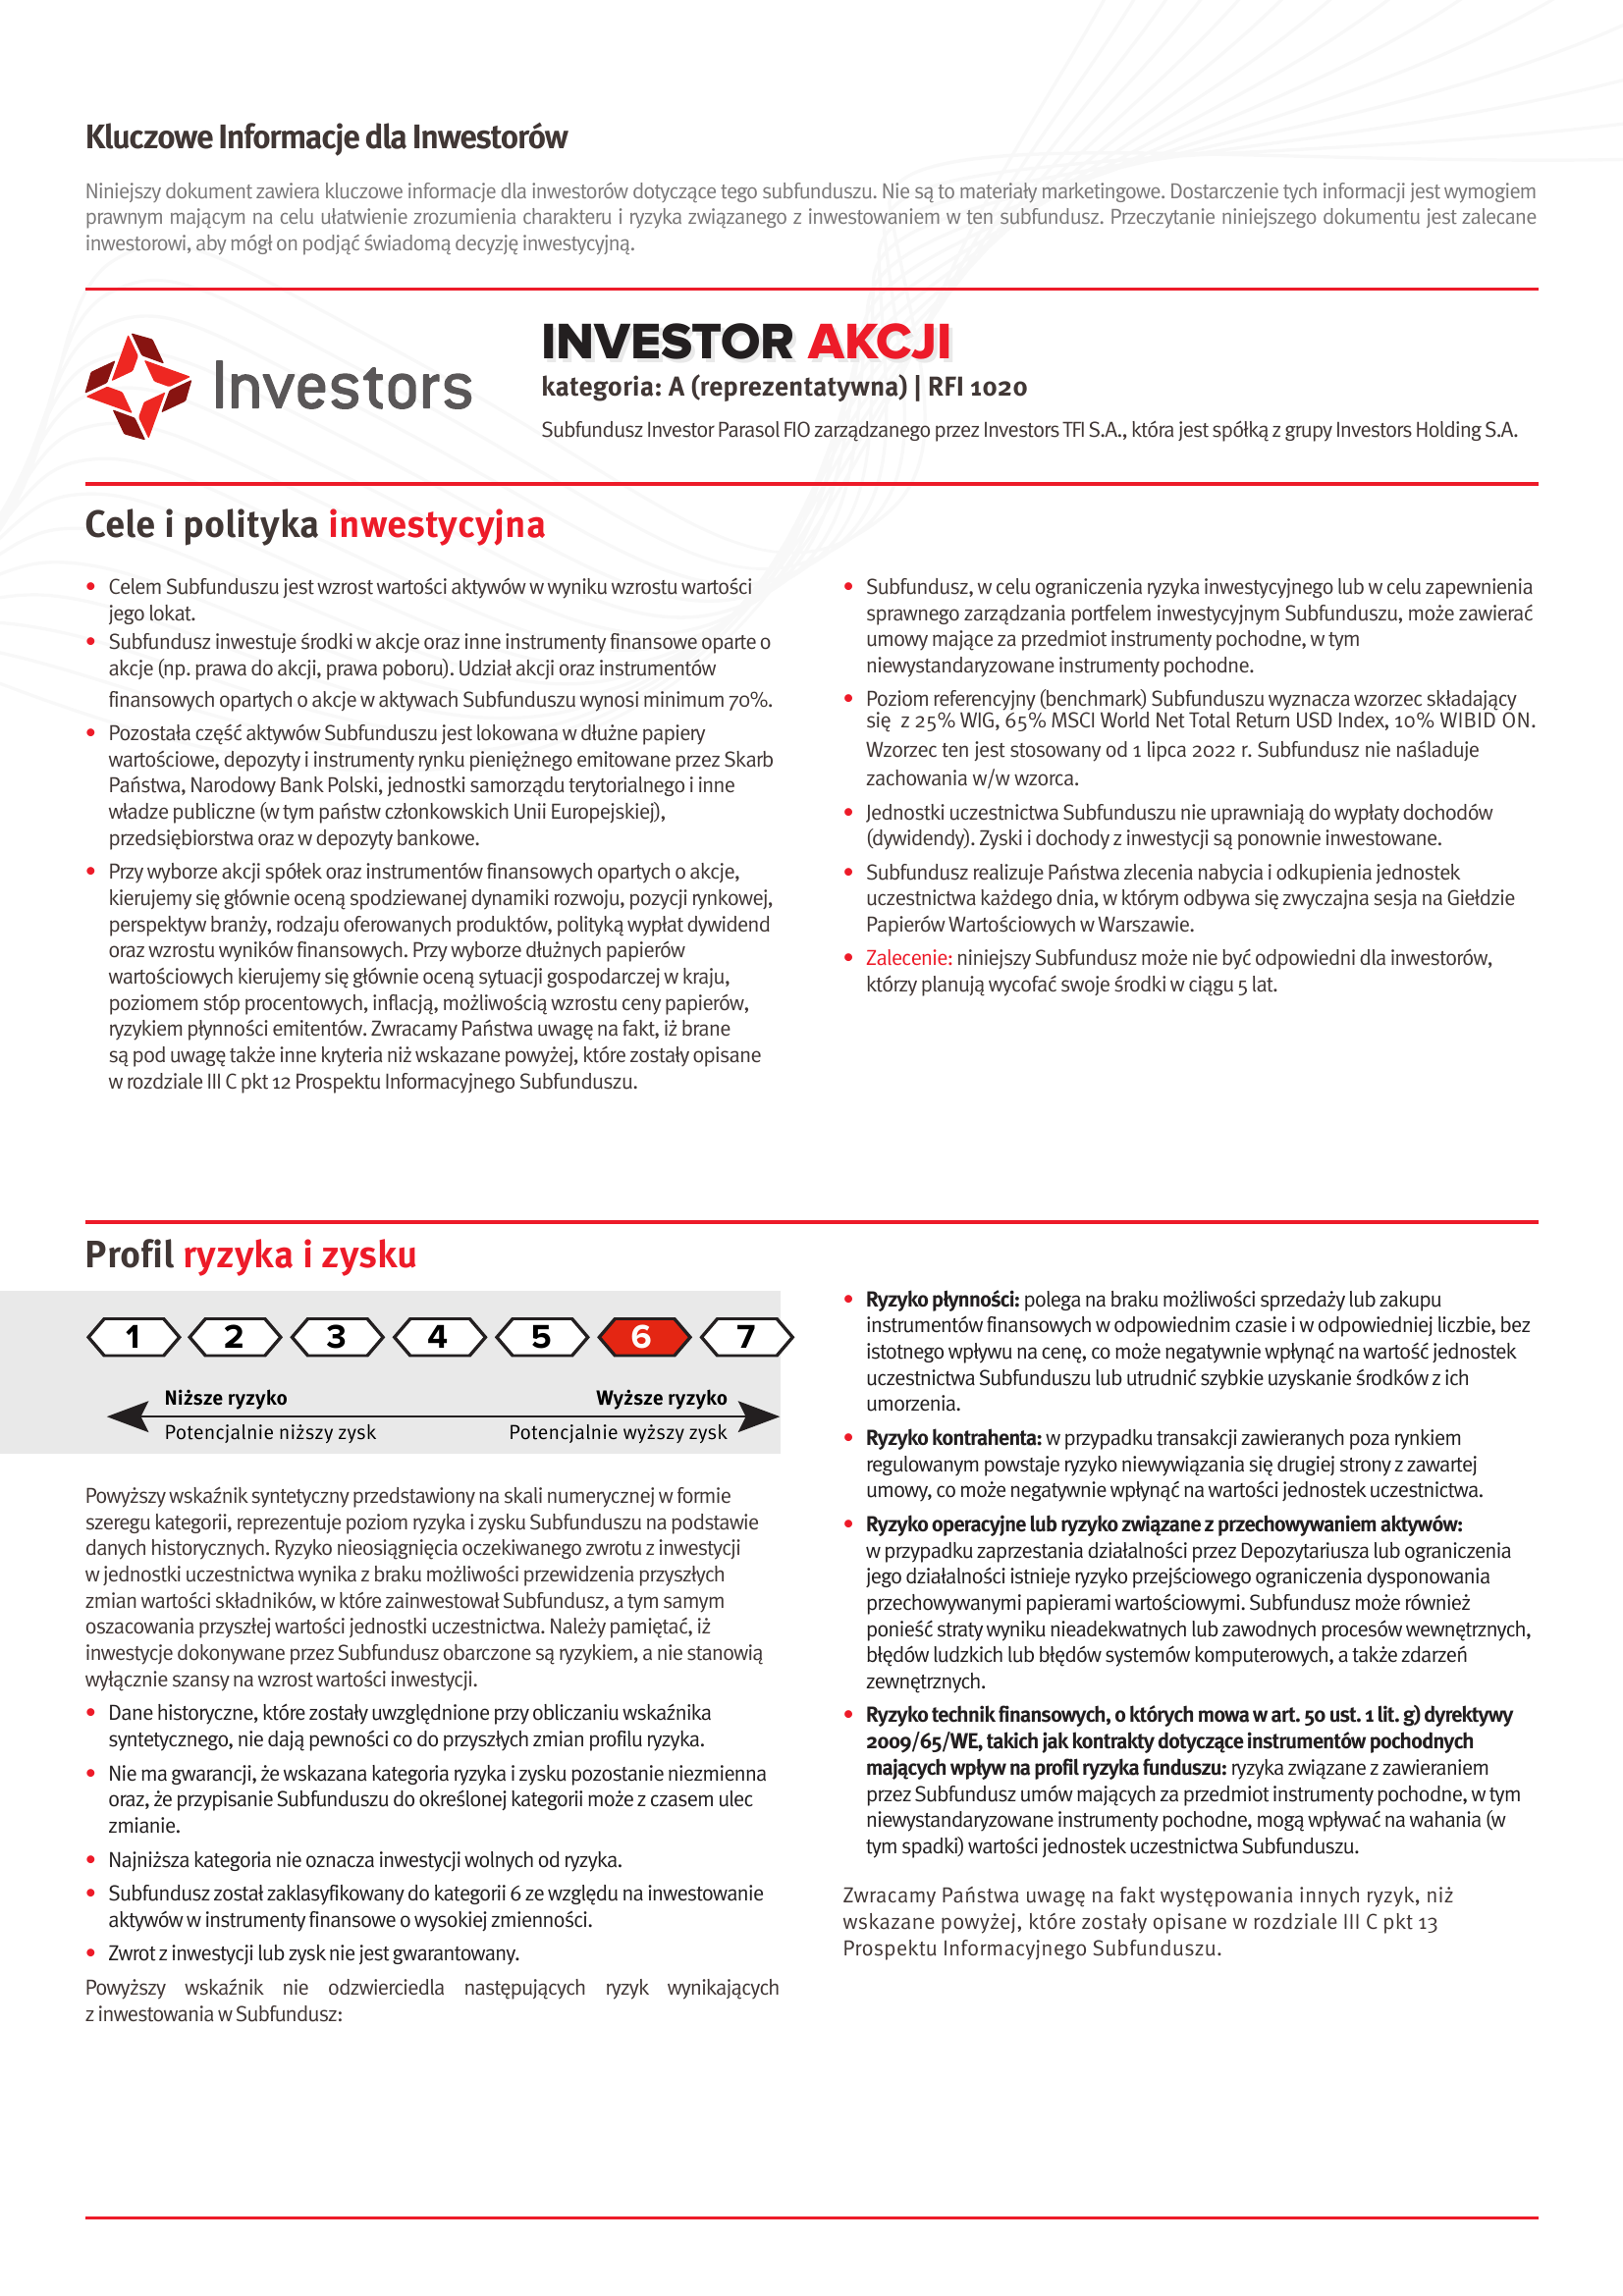 Kluczowe Informacje dla Inwestorów
Niniejszy dokument zawiera kluczowe informacje dla inwestorów dotyczące tego subfunduszu. Nie są to materiały marketingowe. Dostarczenie tych informacji jest wymogiem
prawnym mającym na celu ułatwienie zrozumienia charakteru i ryzyka związanego z inwestowaniem w ten subfundusz. Przeczytanie niniejszego dokumentu jest zalecane
inwestorowi, aby mógł on podjąć świadomą decyzję inwestycyjną.
Investors
INVESTOR AKCJI
kategoria: A (reprezentatywna) | RFI 1020
Subfundusz Investor Parasol FIO zarządzanego przez Investors TFI S.A., która jest spółką z grupy Investors Holding S.A.
Cele i polityka inwestycyjna
• Celem Subfunduszu jest wzrost wartości aktywów w wyniku wzrostu wartości
jego lokat.
• Subfundusz inwestuje środki w akcje oraz inne instrumenty finansowe oparte o
akcje (np. prawa do akcji, prawa poboru). Udział akcji oraz instrumentów
finansowych opartych o akcje w aktywach Subfunduszu wynosi minimum 70%.
• Pozostała część aktywów Subfunduszu jest lokowana w dłużne papiery
wartościowe, depozyty i instrumenty rynku pieniężnego emitowane przez Skarb
Państwa, Narodowy Bank Polski, jednostki samorządu terytorialnego i inne
władze publiczne (w tym państw członkowskich Unii Europejskiej),
przedsiębiorstwa oraz w depozyty bankowe.
• Przy wyborze akcji spółek oraz instrumentów finansowych opartych o akcje,
kierujemy się głównie oceną spodziewanej dynamiki rozwoju, pozycji rynkowej,
perspektyw branży, rodzaju oferowanych produktów, polityką wypłat dywidend
oraz wzrostu wyników finansowych. Przy wyborze dłużnych papierów
wartościowych kierujemy się głównie oceną sytuacji gospodarczej w kraju,
poziomem stóp procentowych, inflacją, możliwością wzrostu ceny papierów,
ryzykiem płynności emitentów. Zwracamy Państwa uwagę na fakt, iż brane
są pod uwagę także inne kryteria niż wskazane powyżej, które zostały opisane
w rozdziale III C pkt 12 Prospektu Informacyjnego Subfunduszu.
• Subfundusz, w celu ograniczenia ryzyka inwestycyjnego lub w celu zapewnienia
sprawnego zarządzania portfelem inwestycyjnym Subfunduszu, może zawierać
umowy mające za przedmiot instrumenty pochodne, w tym
niewystandaryzowane instrumenty pochodne.
• Poziom referencyjny (benchmark) Subfunduszu wyznacza wzorzec składający
się z 25% WIG, 65% MSCI World Net Total Return USD Index, 10% WIBID ON.
Wzorzec ten jest stosowany od 1 lipca 2022 r. Subfundusz nie naśladuje
zachowania w/w wzorca.
• Jednostki uczestnictwa Subfunduszu nie uprawniają do wypłaty dochodów
(dywidendy). Zyski i dochody z inwestycji są ponownie inwestowane.
• Subfundusz realizuje Państwa zlecenia nabycia i odkupienia jednostek
uczestnictwa każdego dnia, w którym odbywa się zwyczajna sesja na Giełdzie
Papierów Wartościowych w Warszawie.
• Zalecenie: niniejszy Subfundusz może nie być odpowiedni dla inwestorów,
którzy planują wycofać swoje środki w ciągu 5 lat.
Profil ryzyka i zysku
1 2 3 4 5 6 7
Niższe ryzyko Wyższe ryzyko
Potencjalnie niższy zysk Potencjalnie wyższy zysk
Powyższy wskaźnik syntetyczny przedstawiony na skali numerycznej w formie
szeregu kategorii, reprezentuje poziom ryzyka i zysku Subfunduszu na podstawie
danych historycznych. Ryzyko nieosiągnięcia oczekiwanego zwrotu z inwestycji
w jednostki uczestnictwa wynika z braku możliwości przewidzenia przyszłych
zmian wartości składników, w które zainwestował Subfundusz, a tym samym
oszacowania przyszłej wartości jednostki uczestnictwa. Należy pamiętać, iż
inwestycje dokonywane przez Subfundusz obarczone są ryzykiem, a nie stanowią
wyłącznie szansy na wzrost wartości inwestycji.
• Dane historyczne, które zostały uwzględnione przy obliczaniu wskaźnika
syntetycznego, nie dają pewności co do przyszłych zmian profilu ryzyka.
• Nie ma gwarancji, że wskazana kategoria ryzyka i zysku pozostanie niezmienna
oraz, że przypisanie Subfunduszu do określonej kategorii może z czasem ulec
zmianie.
• Najniższa kategoria nie oznacza inwestycji wolnych od ryzyka.
• Subfundusz został zaklasyfikowany do kategorii 6 ze względu na inwestowanie
aktywów w instrumenty finansowe o wysokiej zmienności.
• Zwrot z inwestycji lub zysk nie jest gwarantowany.
Powyższy wskaźnik nie odzwierciedla następujących ryzyk wynikających
z inwestowania w Subfundusz:
• Ryzyko płynności: polega na braku możliwości sprzedaży lub zakupu
instrumentów finansowych w odpowiednim czasie i w odpowiedniej liczbie, bez
istotnego wpływu na cenę, co może negatywnie wpłynąć na wartość jednostek
uczestnictwa Subfunduszu lub utrudnić szybkie uzyskanie środków z ich
umorzenia.
• Ryzyko kontrahenta: w przypadku transakcji zawieranych poza rynkiem
regulowanym powstaje ryzyko niewywiązania się drugiej strony z zawartej
umowy, co może negatywnie wpłynąć na wartości jednostek uczestnictwa.
• Ryzyko operacyjne lub ryzyko związane z przechowywaniem aktywów:
w przypadku zaprzestania działalności przez Depozytariusza lub ograniczenia
jego działalności istnieje ryzyko przejściowego ograniczenia dysponowania
przechowywanymi papierami wartościowymi. Subfundusz może również
ponieść straty wyniku nieadekwatnych lub zawodnych procesów wewnętrznych,
błędów ludzkich lub błędów systemów komputerowych, a także zdarzeń
zewnętrznych.
• Ryzyko technik finansowych, o których mowa w art. 50 ust. 1 lit. g) dyrektywy
2009/65/WE, takich jak kontrakty dotyczące instrumentów pochodnych
mających wpływ na profil ryzyka funduszu: ryzyka związane z zawieraniem
przez Subfundusz umów mających za przedmiot instrumenty pochodne, w tym
niewystandaryzowane instrumenty pochodne, mogą wpływać na wahania (w
tym spadki) wartości jednostek uczestnictwa Subfunduszu.
Zwracamy Państwa uwagę na fakt występowania innych ryzyk, niż
wskazane powyżej, które zostały opisane w rozdziale III C pkt 13
Prospektu Informacyjnego Subfunduszu.